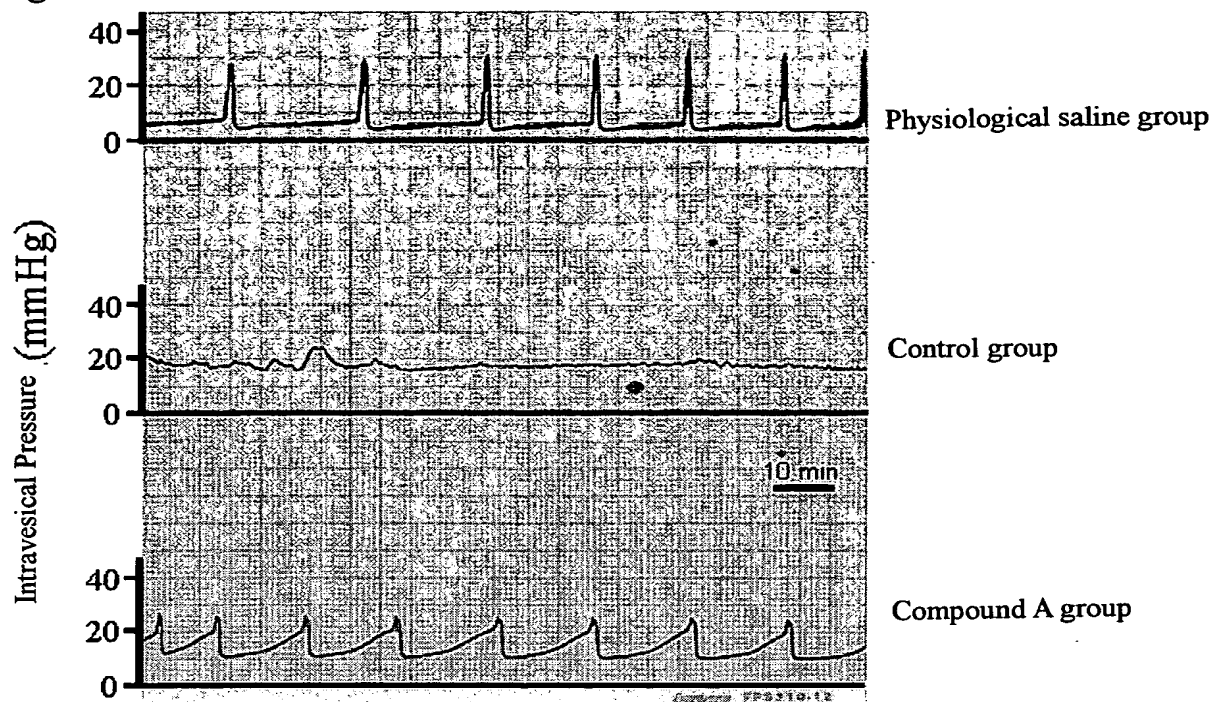 40
20
0
Physiological saline group
Intravesical Pressure (mmHg)
40
20
0
Control group
10 min
40
20
0
Compound A group